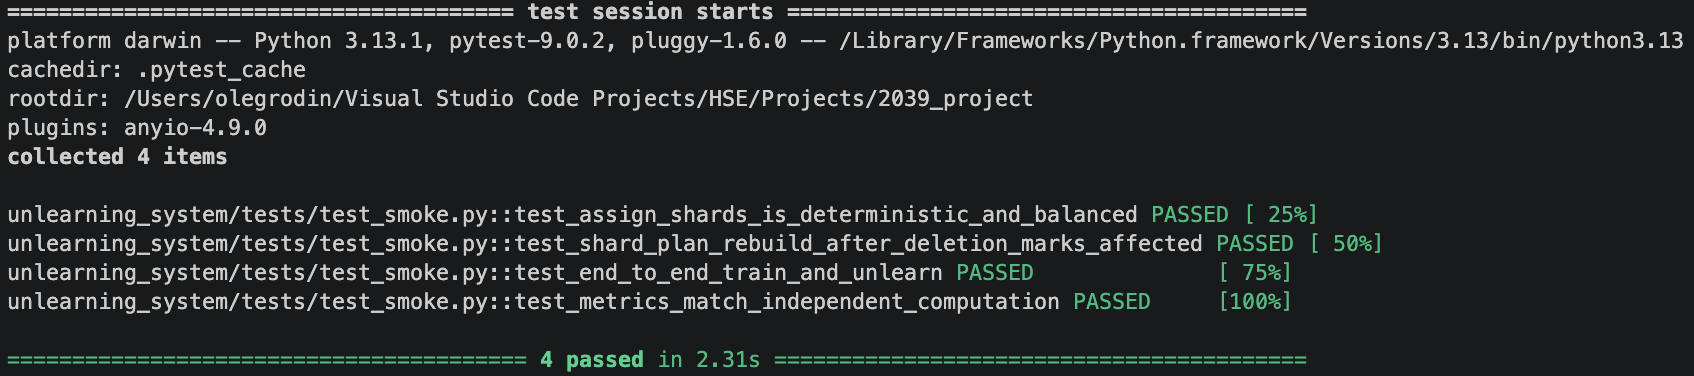 ======================================= test session starts ========================================
platform darwin -- Python 3.13.1, pytest-9.0.2, pluggy-1.6.0 -- /Library/Frameworks/Python.framework/Versions/3.13/bin/python3.13
cachedir: .pytest_cache
rootdir: /Users/olegrodin/Visual Studio Code Projects/HSE/Projects/2039_project
plugins: anyio-4.9.0
collected 4 items
unlearning_system/tests/test_smoke.py::test_assign_shards_is_deterministic_and_balanced PASSED [ 25%]
unlearning_system/tests/test_smoke.py::test_shard_plan_rebuild_after_deletion_marks_affected PASSED [ 50%]
unlearning_system/tests/test_smoke.py::test_end_to_end_train_and_unlearn PASSED              [ 75%]
unlearning_system/tests/test_smoke.py::test_metrics_match_independent_computation PASSED     [100%]
======================================== 4 passed in 2.31s =========================================